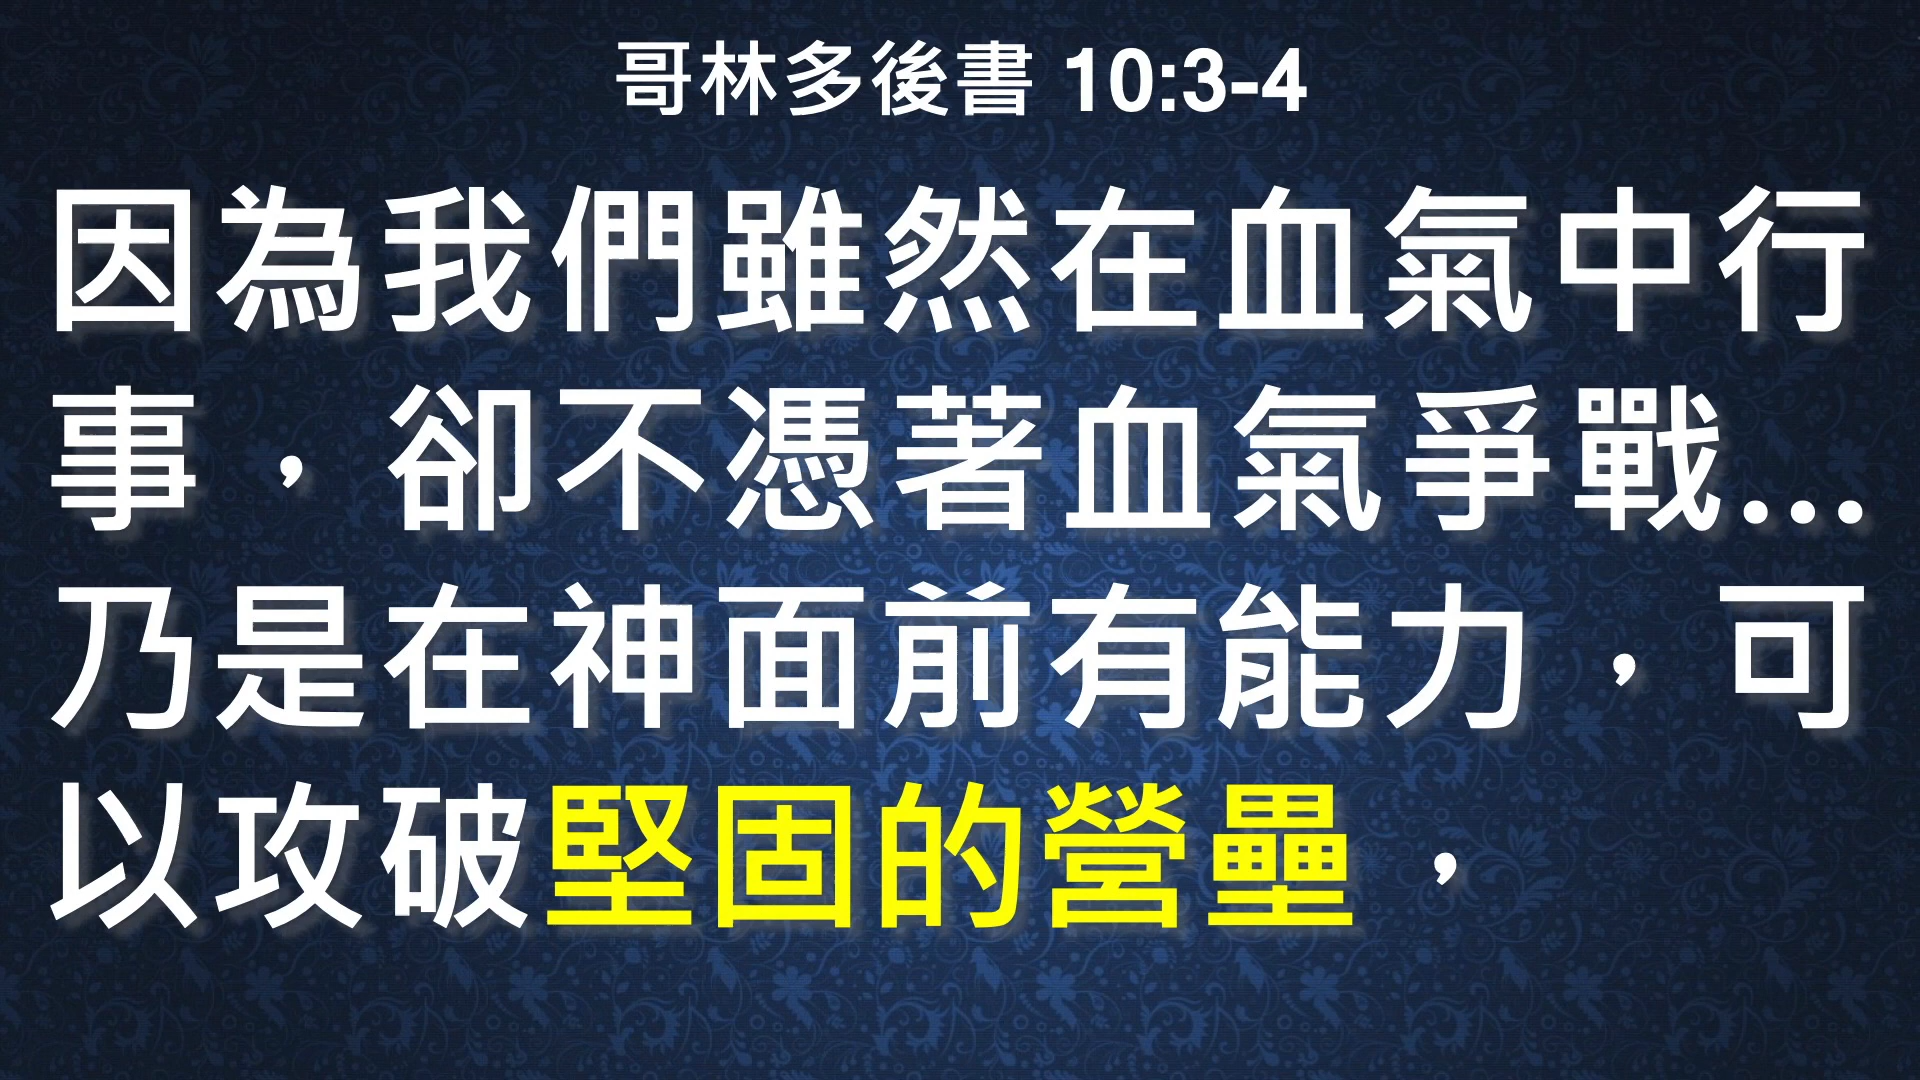 哥林多後書 10:3-4
因為我們雖然在血氣中行
事，卻不憑著血氣爭戰…
乃是在神面前有能力，可
以攻破堅固的營壘，